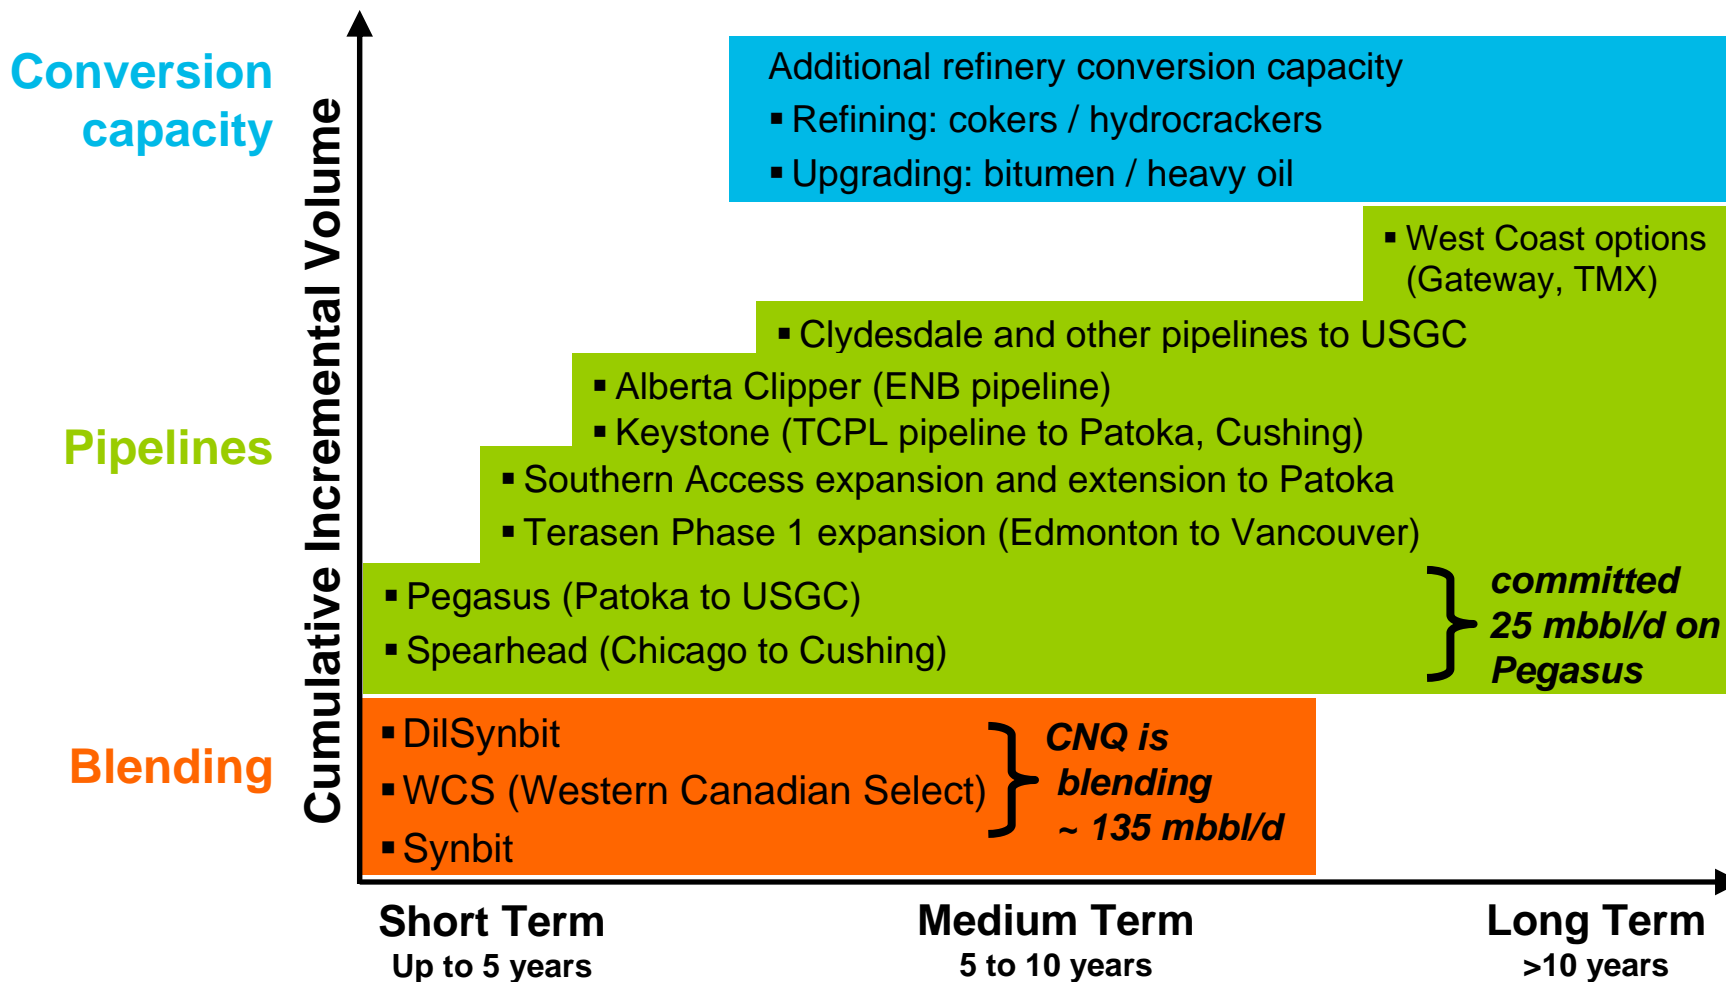 Conversion
capacity
Pipelines
Blending
Cumulative Incremental Volume
Additional refinery conversion capacity
▪ Refining: cokers / hydrocrackers
▪ Upgrading: bitumen / heavy oil
▪ West Coast options
(Gateway, TMX)
▪ Clydesdale and other pipelines to USGC
▪ Alberta Clipper (ENB pipeline)
▪ Keystone (TCPL pipeline to Patoka, Cushing)
▪ Southern Access expansion and extension to Patoka
▪ Terasen Phase 1 expansion (Edmonton to Vancouver)
▪ Pegasus (Patoka to USGC)
▪ Spearhead (Chicago to Cushing)
committed
25 mbbl/d on
Pegasus
▪ DilSynbit
▪ WCS (Western Canadian Select)
▪ Synbit
CNQ is
blending
~ 135 mbbl/d
Short Term
Up to 5 years
Medium Term
5 to 10 years
Long Term
>10 years